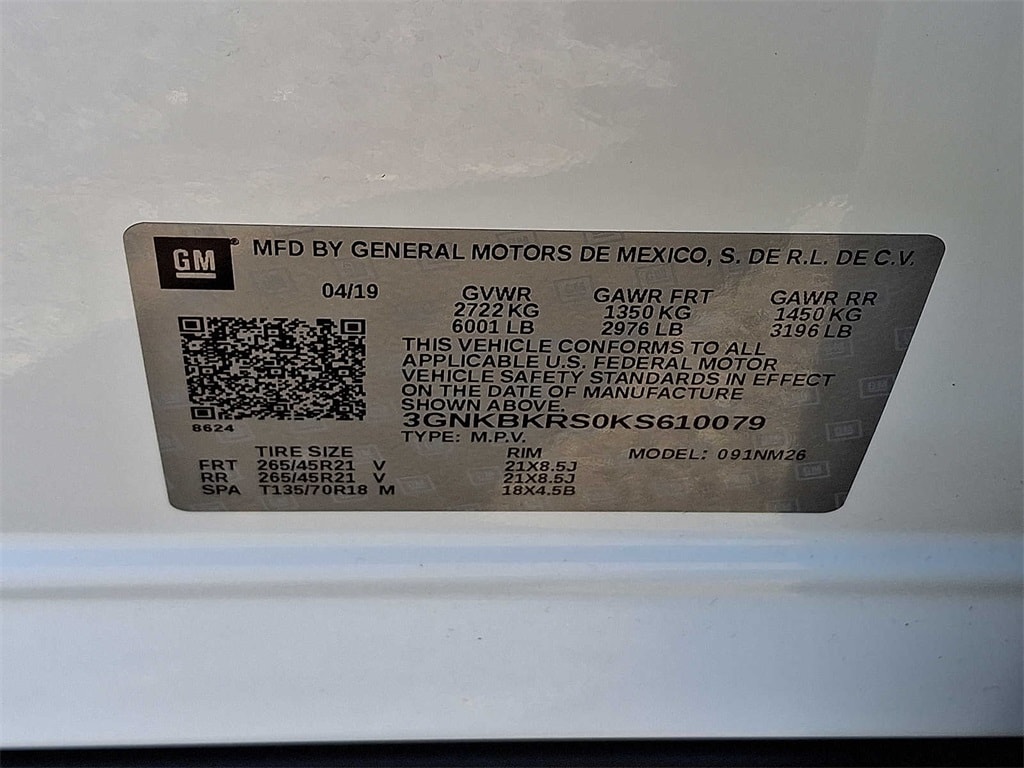 GM MFD BY GENERAL MOTORS DE MEXICO, S. DE R.L. DE C.V.
04/19 GVWR GAWR FRT GAWR RR
2722 KG 1350 KG 1450 KG
6001 LB 2976 LB 3196 LB
THIS VEHICLE CONFORMS TO ALL
APPLICABLE U.S. FEDERAL MOTOR
VEHICLE SAFETY STANDARDS IN EFFECT
ON THE DATE OF MANUFACTURE
SHOWN ABOVE.
3GNKBKRS0KS610079
8624
TYPE: M.P.V.
TIRE SIZE RIM MODEL: 091NM26
FRT 265/45R21 V 21X8.5J
RR 265/45R21 V 21X8.5J
SPA T135/70R18 M 18X4.5B